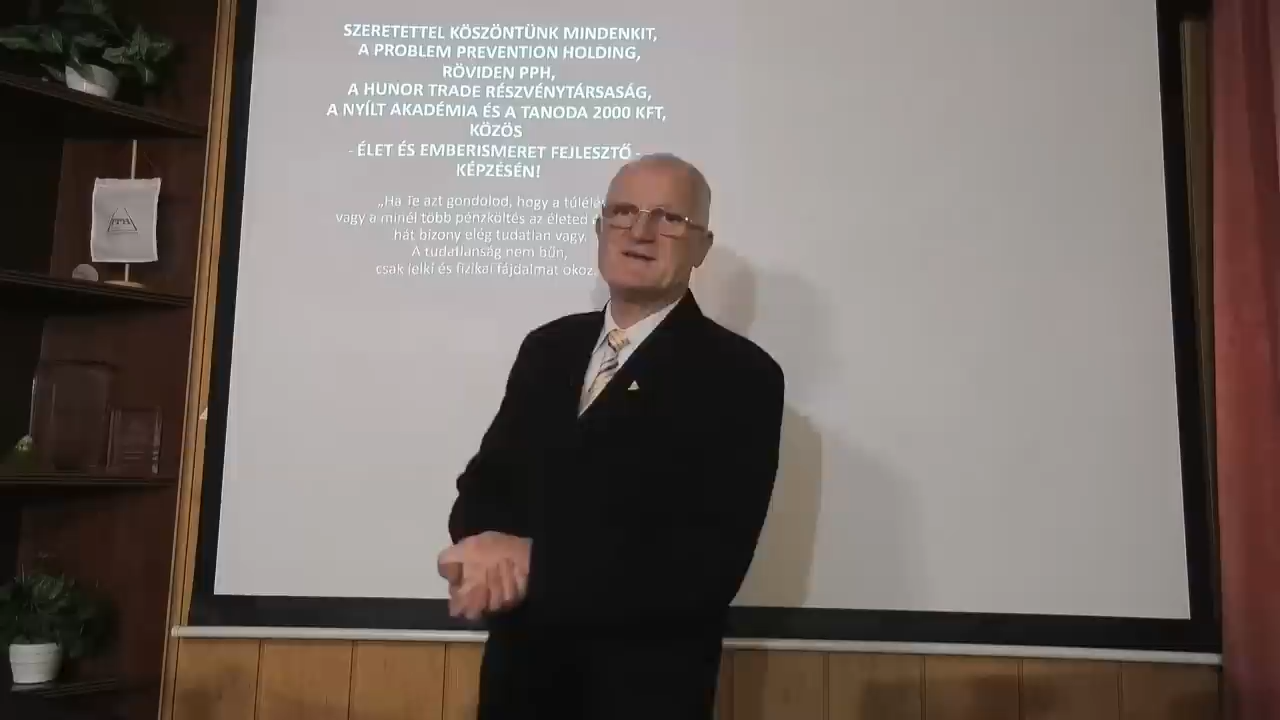 SZERETETTEL KÖSZÖNTÜNK MINDENKIT,
A PROBLEM PREVENTION HOLDING,
RÖVIDEN PPH,
A HUNOR TRADE RÉSZVÉNYTÁRSASÁG,
A NYÍLT AKADÉMIA ÉS A TANODA 2000 KFT,
KÖZÖS
- ÉLET ÉS EMBERISMERET FEJLESZTŐ -
KÉPZÉSÉN!
„Ha Te azt gondolod, hogy a
vagy a minél több pénzköltés az életed
hát bizony elég tudatlan vagy.
A tudatlanság nem bűn,
csak lelki és fizikai fájdalmat okoz.